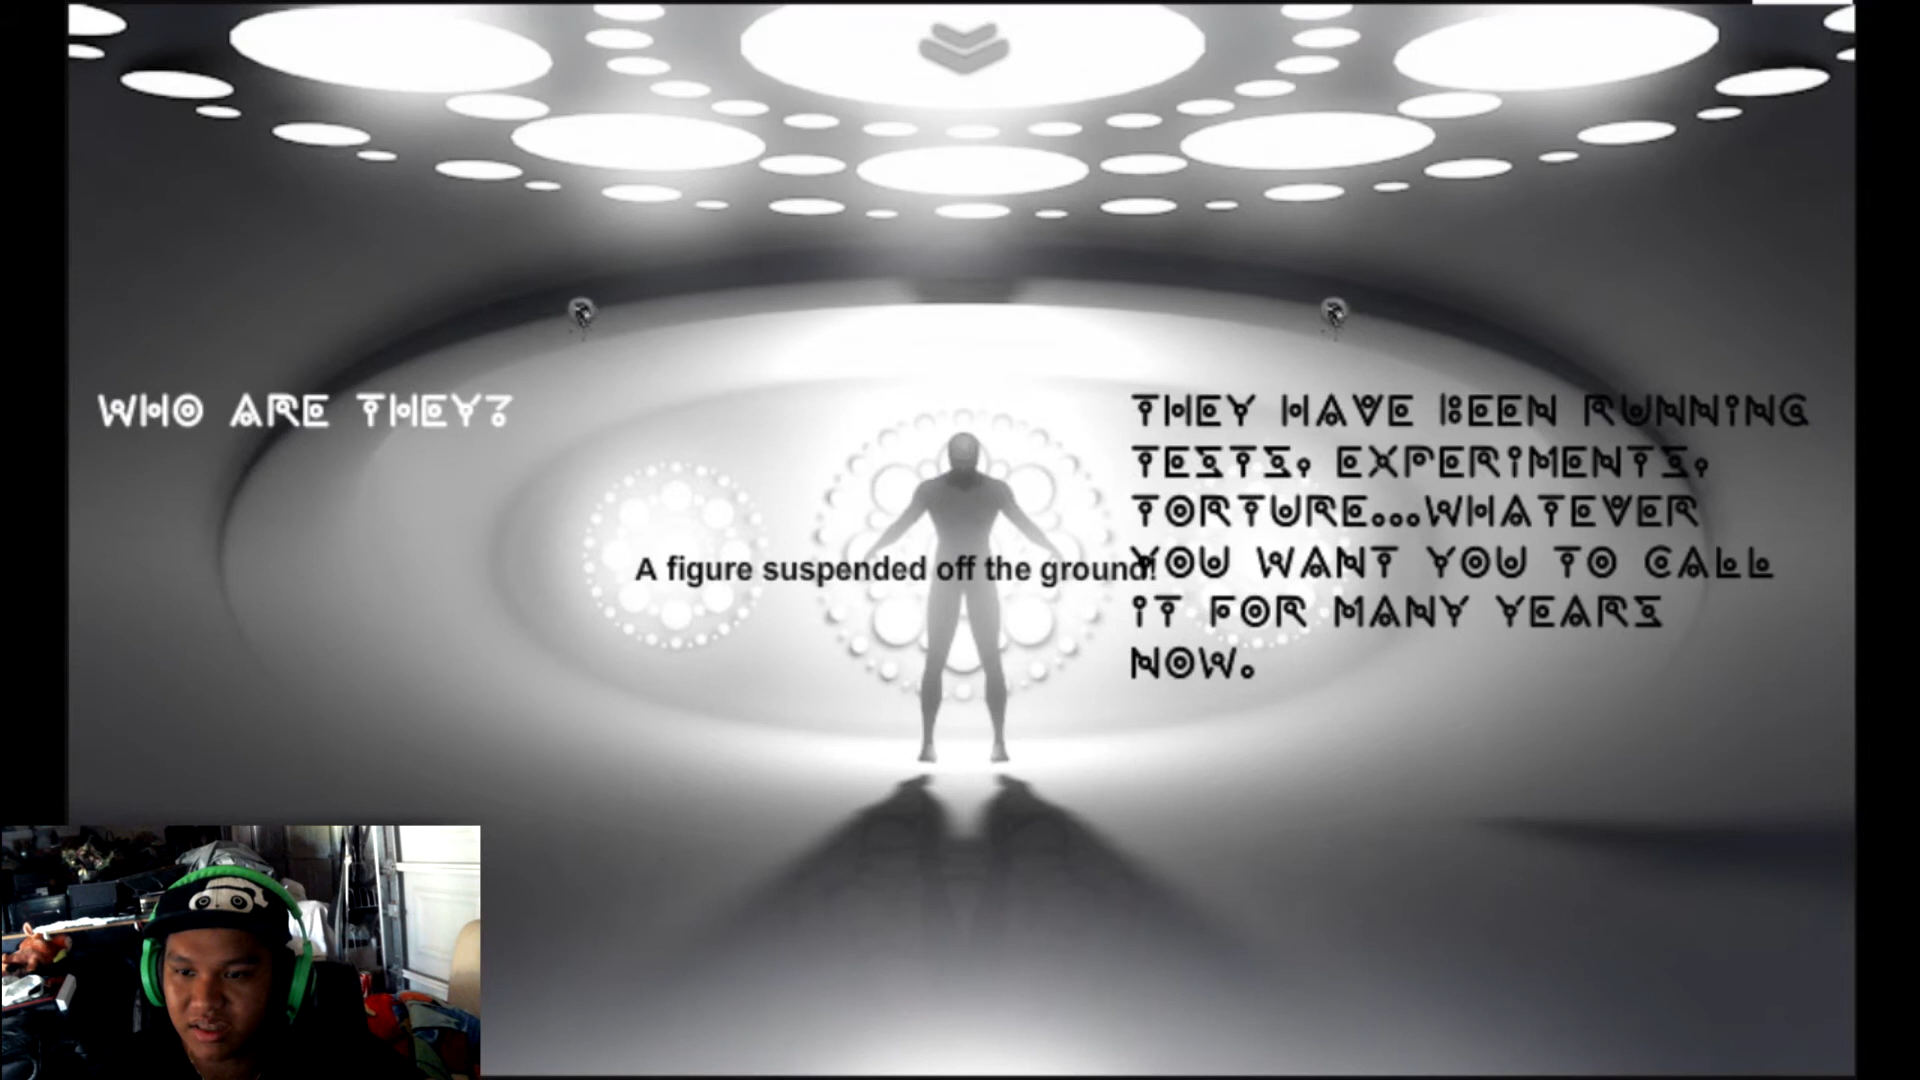 WHO ARE THEY?
THEY HAVE BEEN RUNNING
TESTS, EXPERIMENTS,
TORTURE...WHATEVER
YOU WANT YOU TO CALL
IT FOR MANY YEARS
NOW.
A figure suspended off the ground!